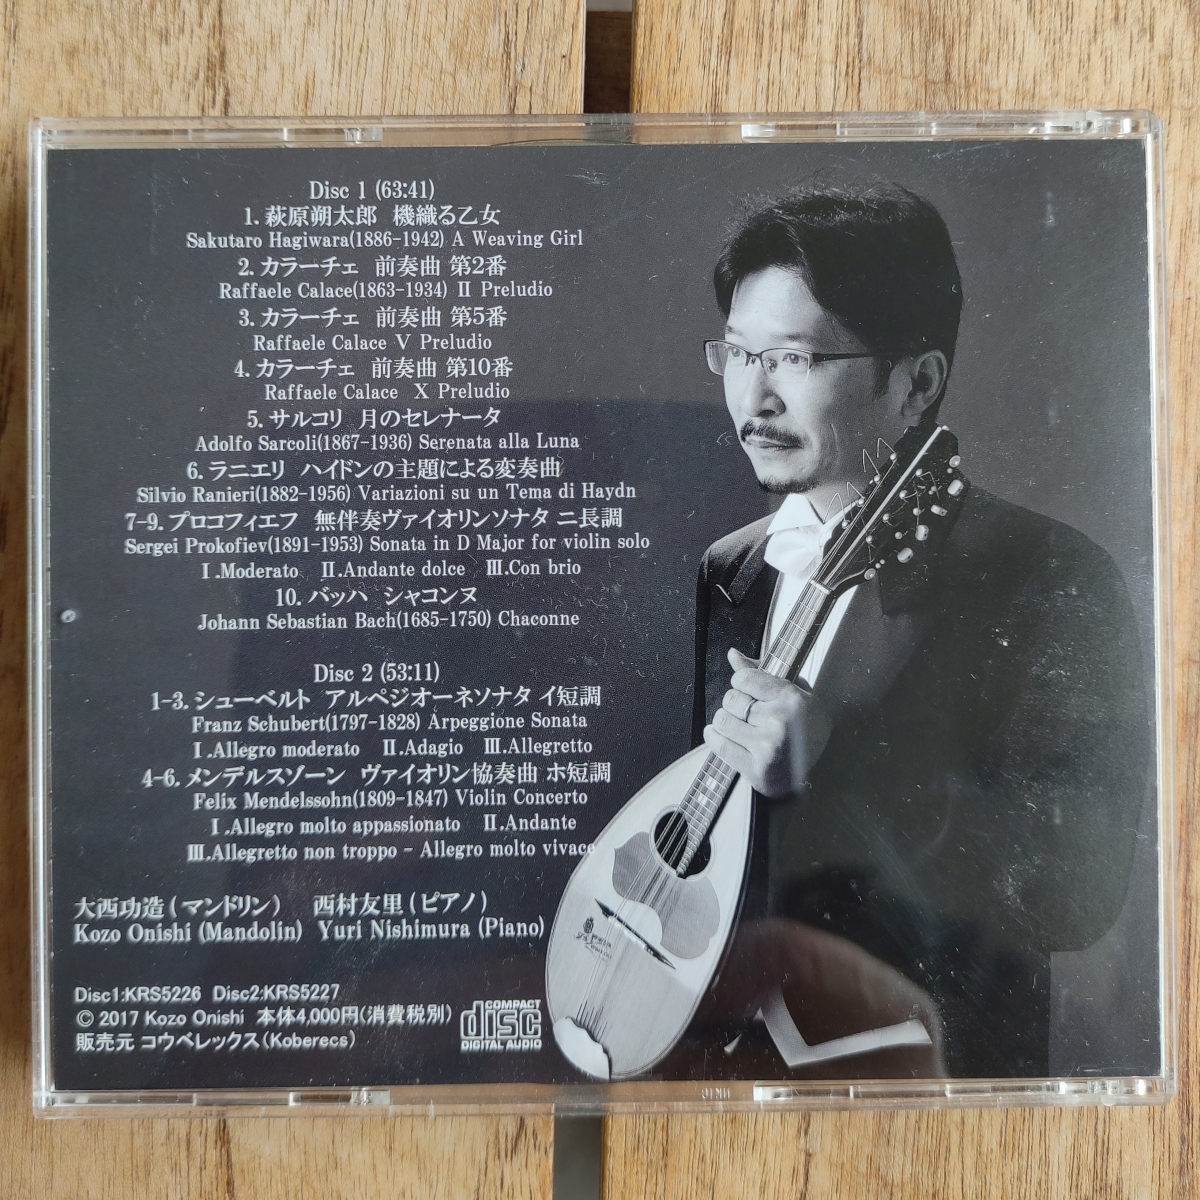 Disc 1 (63:41)
1. 萩原朔太郎 機織る乙女
Sakutaro Hagiwara(1886-1942) A Weaving Girl
2. カラーチェ 前奏曲 第2番
Raffaele Calace(1863-1934) Ⅱ Preludio
3. カラーチェ 前奏曲 第5番
Raffaele Calace Ⅴ Preludio
4. カラーチェ 前奏曲 第10番
Raffaele Calace Ⅹ Preludio
5. サルコリ 月のセレナータ
Adolfo Sarcoli(1867-1936) Serenata alla Luna
6. ラニエリ ハイドンの主題による変奏曲
Silvio Ranieri(1882-1956) Variazioni su un Tema di Haydn
7-9. プロコフィエフ 無伴奏ヴァイオリンソナタ ニ長調
Sergei Prokofiev(1891-1953) Sonata in D Major for violin solo
Ⅰ.Moderato Ⅱ.Andante dolce Ⅲ.Con brio
10. バッハ シャコンヌ
Johann Sebastian Bach(1685-1750) Chaconne
Disc 2 (53:11)
1-3. シューベルト アルペジオーネソナタ イ短調
Franz Schubert(1797-1828) Arpeggione Sonata
Ⅰ.Allegro moderato Ⅱ.Adagio Ⅲ.Allegretto
4-6. メンデルスゾーン ヴァイオリン協奏曲 ホ短調
Felix Mendelssohn(1809-1847) Violin Concerto
Ⅰ.Allegro molto appassionato Ⅱ.Andante
Ⅲ.Allegretto non troppo - Allegro molto vivace
大西功造 (マンドリン) 西村友里 (ピアノ)
Kozo Onishi (Mandolin) Yuri Nishimura (Piano)
Disc1:KRS5226 Disc2:KRS5227
© 2017 Kozo Onishi 本体4,000円(消費税別)
販売元 コウベレックス(Koberecs)
COMPACT
disc
DIGITAL AUDIO